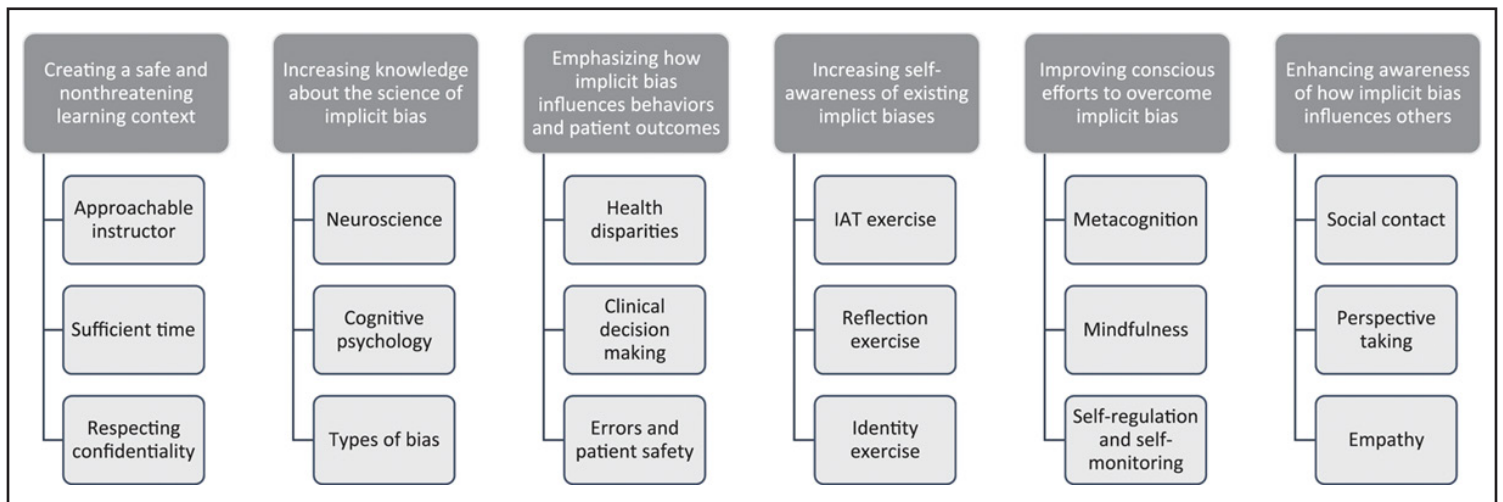 Creating a safe and
nonthreatening
learning context
Approachable
instructor
Sufficient time
Respecting
confidentiality
Increasing knowledge
about the science of
implicit bias
Neuroscience
Cognitive
psychology
Types of bias
Emphasizing how
implicit bias
influences behaviors
and patient outcomes
Health
disparities
Clinical
decision
making
Errors and
patient safety
Increasing self-
awareness of existing
implict biases
IAT exercise
Reflection
exercise
Identity
exercise
Improving conscious
efforts to overcome
implicit bias
Metacognition
Mindfulness
Self-regulation
and self-
monitoring
Enhancing awareness
of how implicit bias
influences others
Social contact
Perspective
taking
Empathy